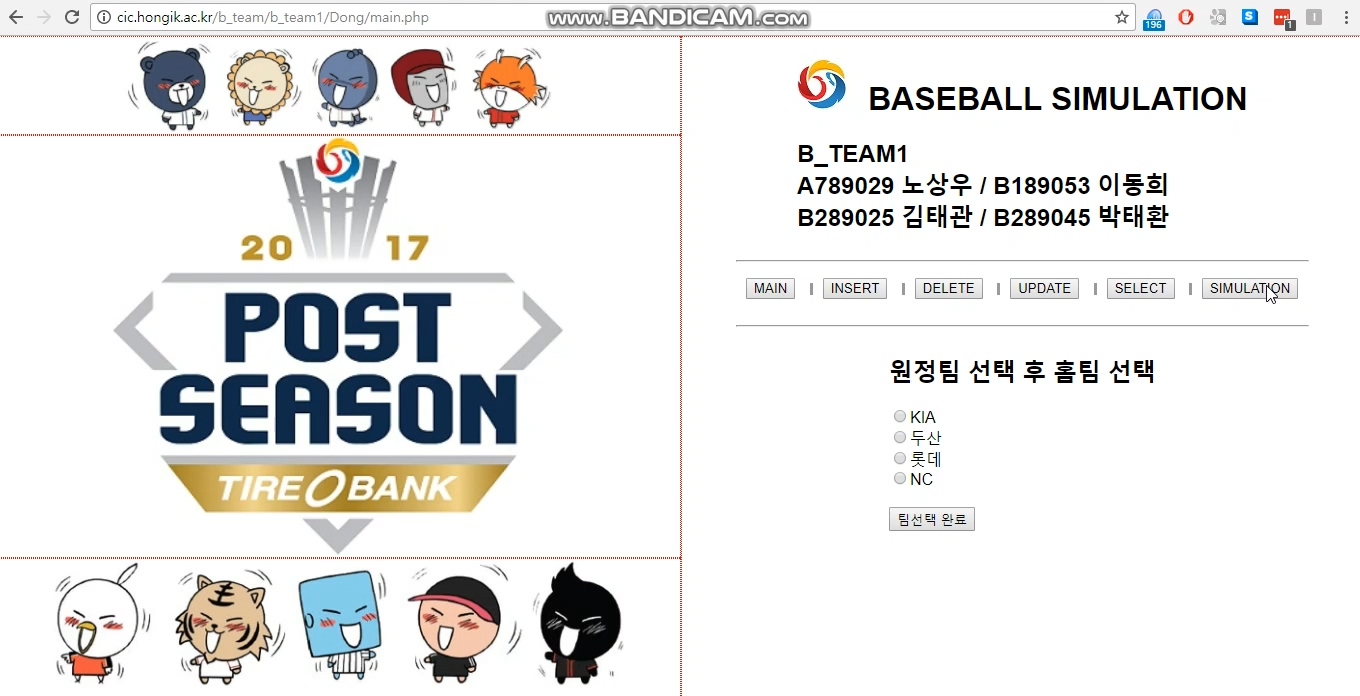 cic.hongik.ac.kr/b_team/b_team1/Dong/main.php
www.BANDICAM.com
196
S
1
I
20 17
POST
SEASON
TIRE BANK
BASEBALL SIMULATION
B_TEAM1
A789029 노상우 / B189053 이동희
B289025 김태관 / B289045 박태환
MAIN | INSERT | DELETE | UPDATE | SELECT | SIMULATION
원정팀 선택 후 홈팀 선택
KIA
두산
롯데
NC
팀선택 완료